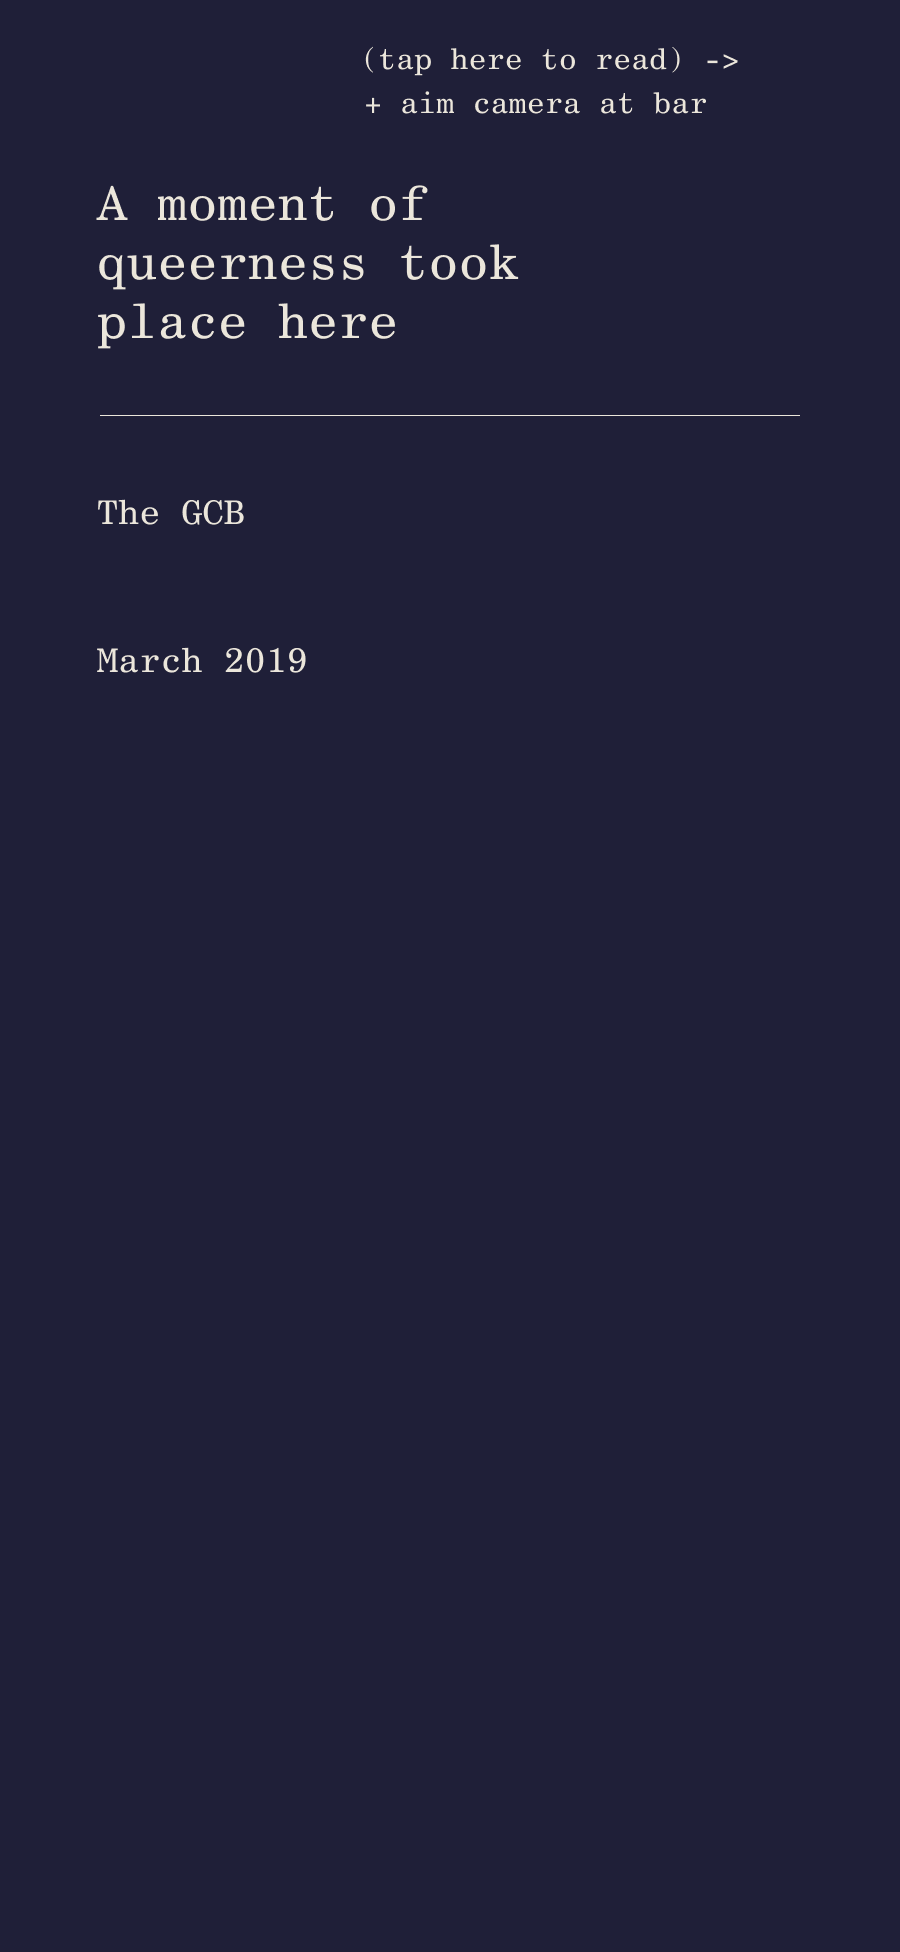 (tap here to read) ->
+ aim camera at bar
A moment of
queerness took
place here
The GCB
March 2019